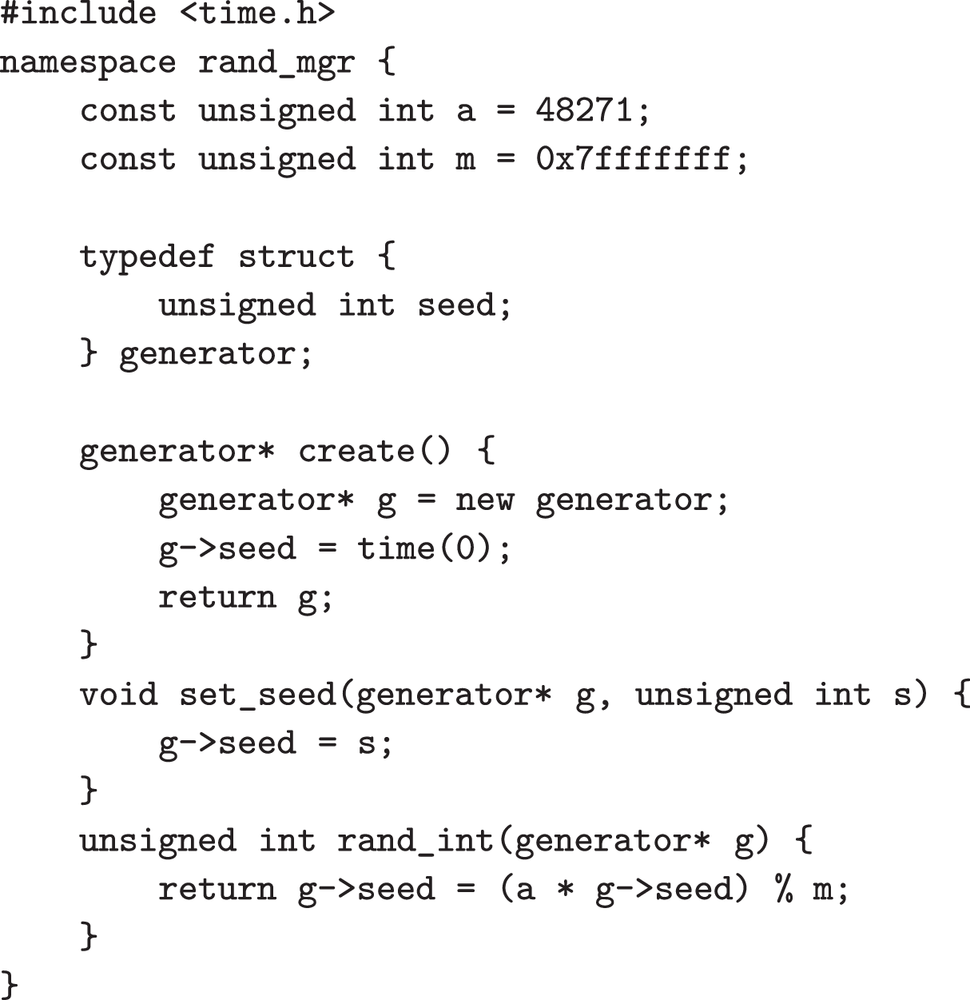 #include <time.h>
namespace rand_mgr {
    const unsigned int a = 48271;
    const unsigned int m = 0x7fffffff;

    typedef struct {
        unsigned int seed;
    } generator;

    generator* create() {
        generator* g = new generator;
        g->seed = time(0);
        return g;
    }
    void set_seed(generator* g, unsigned int s) {
        g->seed = s;
    }
    unsigned int rand_int(generator* g) {
        return g->seed = (a * g->seed) % m;
    }
}